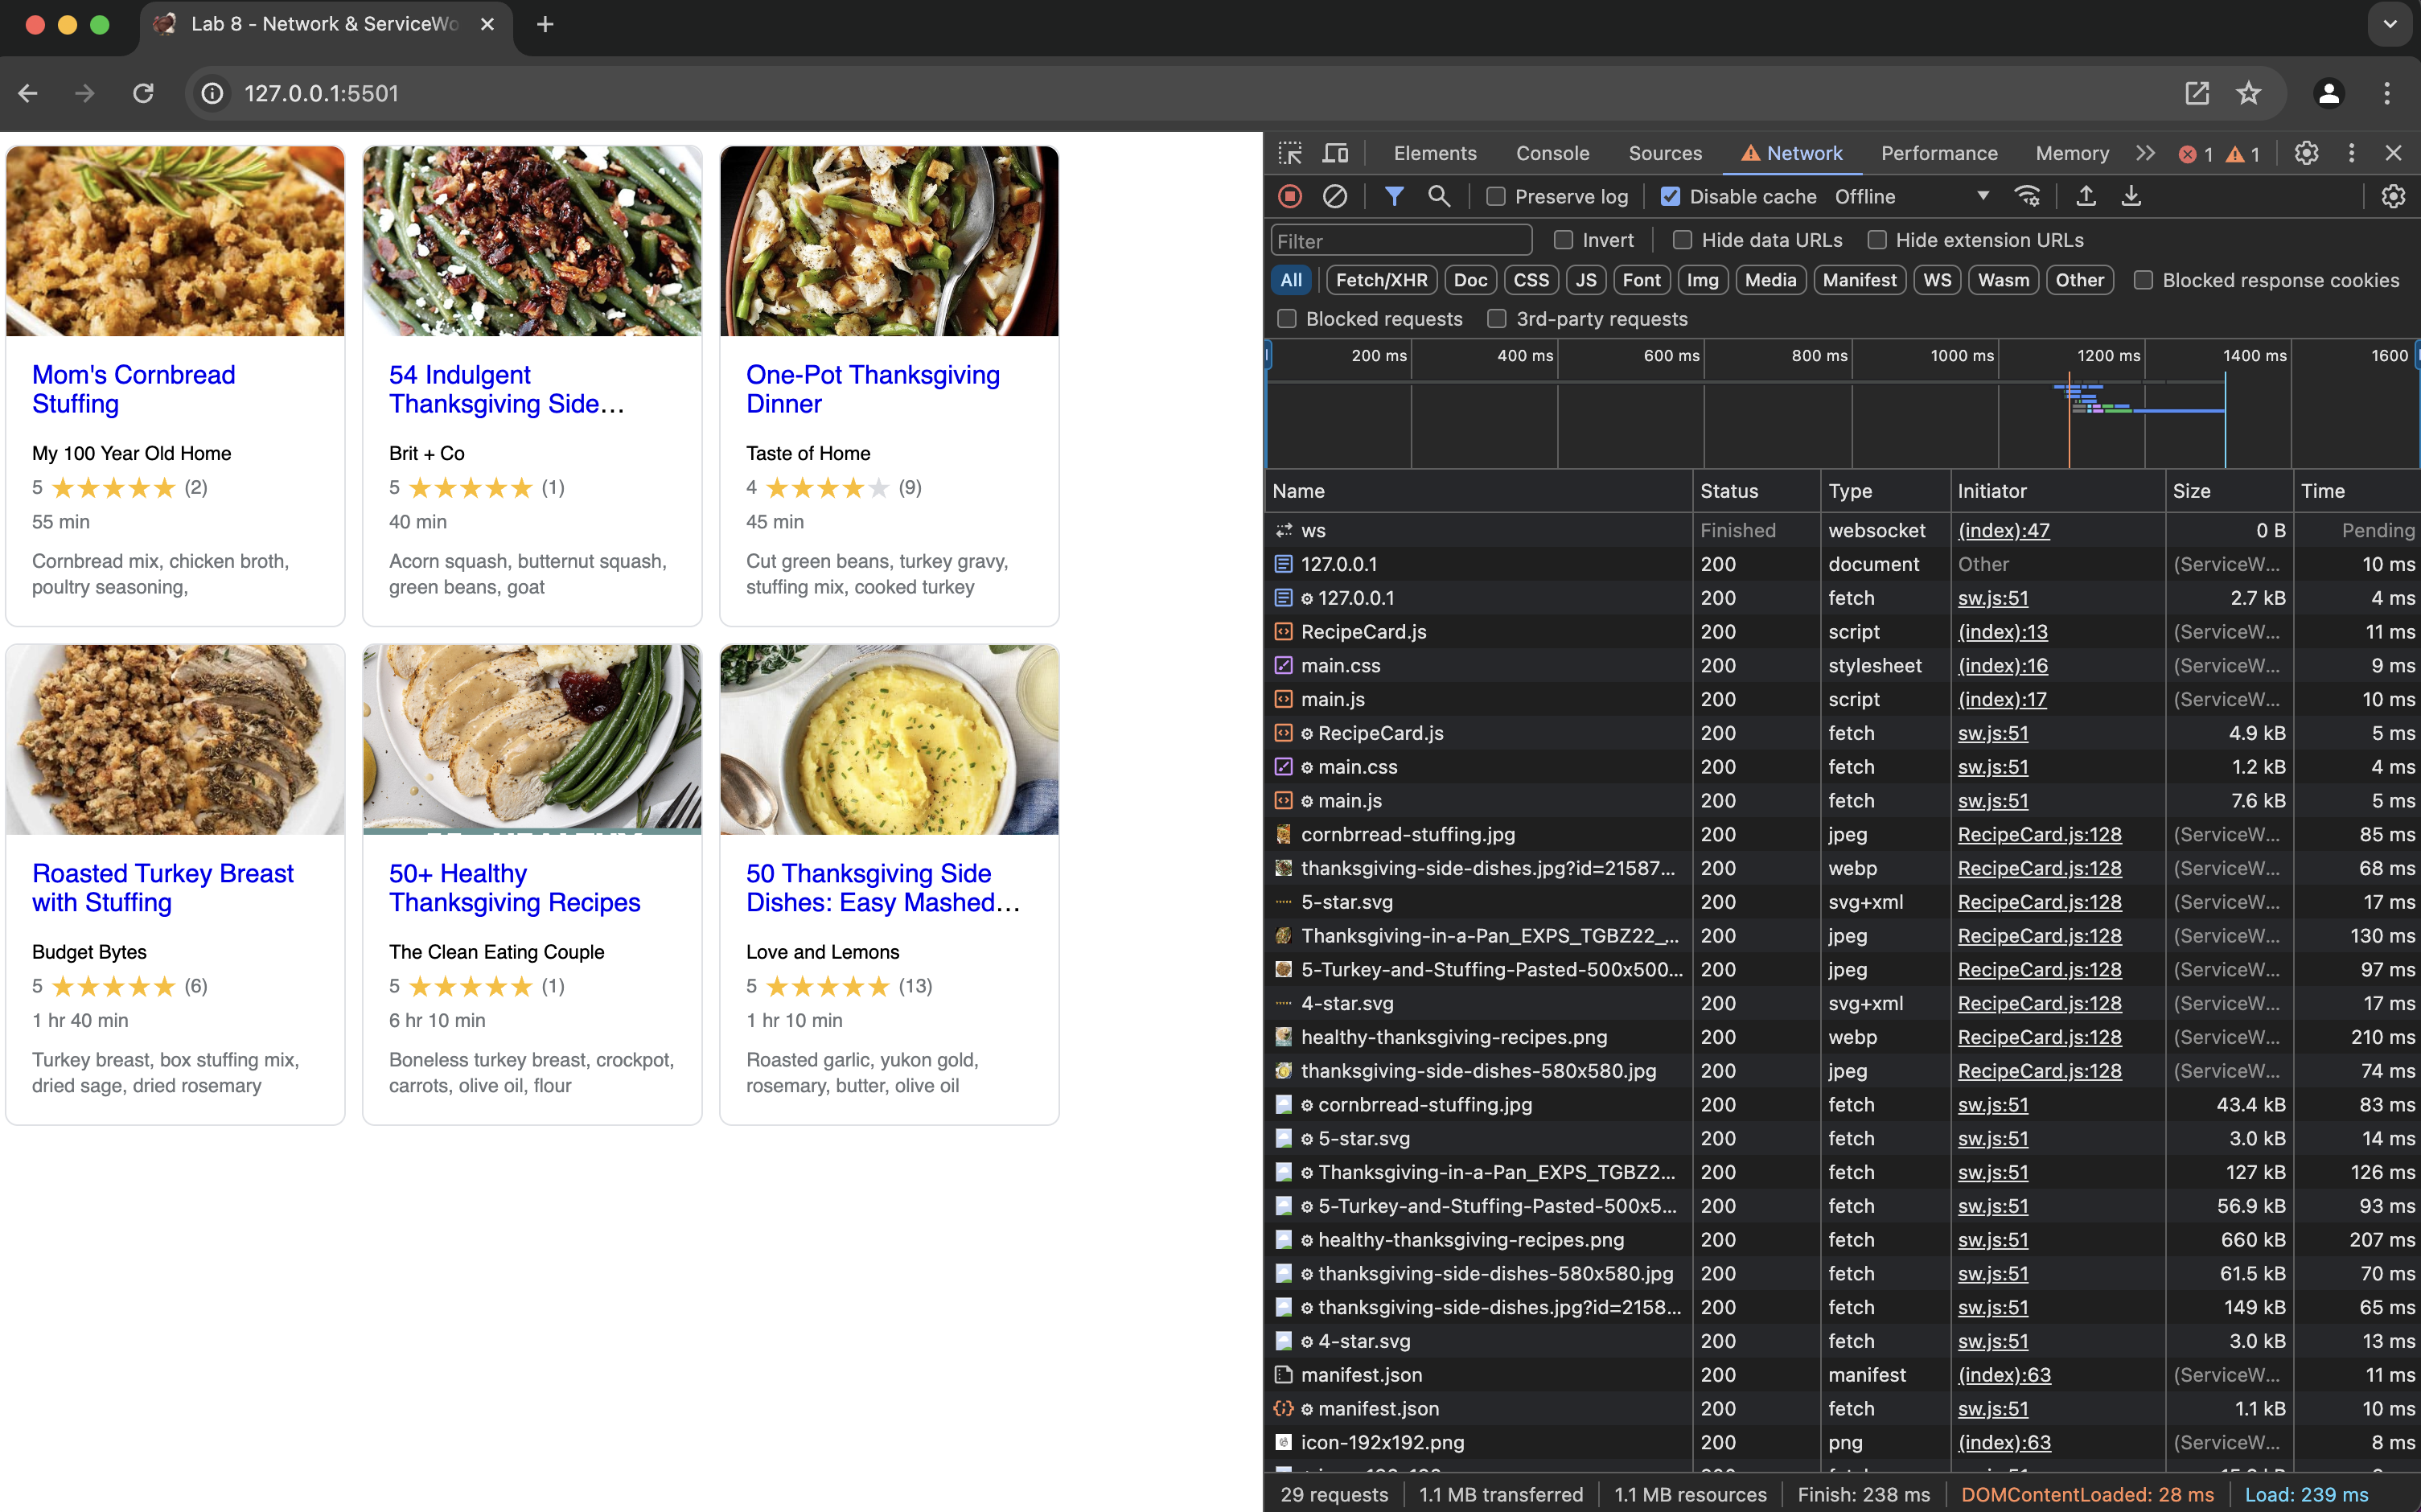 Lab 8 - Network & ServiceWo
127.0.0.1:5501
Mom's Cornbread
Stuffing
My 100 Year Old Home
5 (2)
55 min
Cornbread mix, chicken broth,
poultry seasoning,
54 Indulgent
Thanksgiving Side…
Brit + Co
5 (1)
40 min
Acorn squash, butternut squash,
green beans, goat
One-Pot Thanksgiving
Dinner
Taste of Home
4 (9)
45 min
Cut green beans, turkey gravy,
stuffing mix, cooked turkey
Roasted Turkey Breast
with Stuffing
Budget Bytes
5 (6)
1 hr 40 min
Turkey breast, box stuffing mix,
dried sage, dried rosemary
50+ Healthy
Thanksgiving Recipes
The Clean Eating Couple
5 (1)
6 hr 10 min
Boneless turkey breast, crockpot,
carrots, olive oil, flour
50 Thanksgiving Side
Dishes: Easy Mashed…
Love and Lemons
5 (13)
1 hr 10 min
Roasted garlic, yukon gold,
rosemary, butter, olive oil
Elements Console Sources Network Performance Memory 1 1
Preserve log Disable cache Offline
Filter Invert Hide data URLs Hide extension URLs
All Fetch/XHR Doc CSS JS Font Img Media Manifest WS Wasm Other Blocked response cookies
Blocked requests 3rd-party requests
200 ms 400 ms 600 ms 800 ms 1000 ms 1200 ms 1400 ms 1600
Name Status Type Initiator Size Time
ws Finished websocket (index):47 0 B Pending
127.0.0.1 200 document Other (ServiceW… 10 ms
127.0.0.1 200 fetch sw.js:51 2.7 kB 4 ms
RecipeCard.js 200 script (index):13 (ServiceW… 11 ms
main.css 200 stylesheet (index):16 (ServiceW… 9 ms
main.js 200 script (index):17 (ServiceW… 10 ms
RecipeCard.js 200 fetch sw.js:51 4.9 kB 5 ms
main.css 200 fetch sw.js:51 1.2 kB 4 ms
main.js 200 fetch sw.js:51 7.6 kB 5 ms
cornbrread-stuffing.jpg 200 jpeg RecipeCard.js:128 (ServiceW… 85 ms
thanksgiving-side-dishes.jpg?id=21587… 200 webp RecipeCard.js:128 (ServiceW… 68 ms
5-star.svg 200 svg+xml RecipeCard.js:128 (ServiceW… 17 ms
Thanksgiving-in-a-Pan_EXPS_TGBZ22_… 200 jpeg RecipeCard.js:128 (ServiceW… 130 ms
5-Turkey-and-Stuffing-Pasted-500x500… 200 jpeg RecipeCard.js:128 (ServiceW… 97 ms
4-star.svg 200 svg+xml RecipeCard.js:128 (ServiceW… 17 ms
healthy-thanksgiving-recipes.png 200 webp RecipeCard.js:128 (ServiceW… 210 ms
thanksgiving-side-dishes-580x580.jpg 200 jpeg RecipeCard.js:128 (ServiceW… 74 ms
cornbrread-stuffing.jpg 200 fetch sw.js:51 43.4 kB 83 ms
5-star.svg 200 fetch sw.js:51 3.0 kB 14 ms
Thanksgiving-in-a-Pan_EXPS_TGBZ2… 200 fetch sw.js:51 127 kB 126 ms
5-Turkey-and-Stuffing-Pasted-500x5… 200 fetch sw.js:51 56.9 kB 93 ms
healthy-thanksgiving-recipes.png 200 fetch sw.js:51 660 kB 207 ms
thanksgiving-side-dishes-580x580.jpg 200 fetch sw.js:51 61.5 kB 70 ms
thanksgiving-side-dishes.jpg?id=2158… 200 fetch sw.js:51 149 kB 65 ms
4-star.svg 200 fetch sw.js:51 3.0 kB 13 ms
manifest.json 200 manifest (index):63 (ServiceW… 11 ms
manifest.json 200 fetch sw.js:51 1.1 kB 10 ms
icon-192x192.png 200 png (index):63 (ServiceW… 8 ms
29 requests 1.1 MB transferred 1.1 MB resources Finish: 238 ms DOMContentLoaded: 28 ms Load: 239 ms